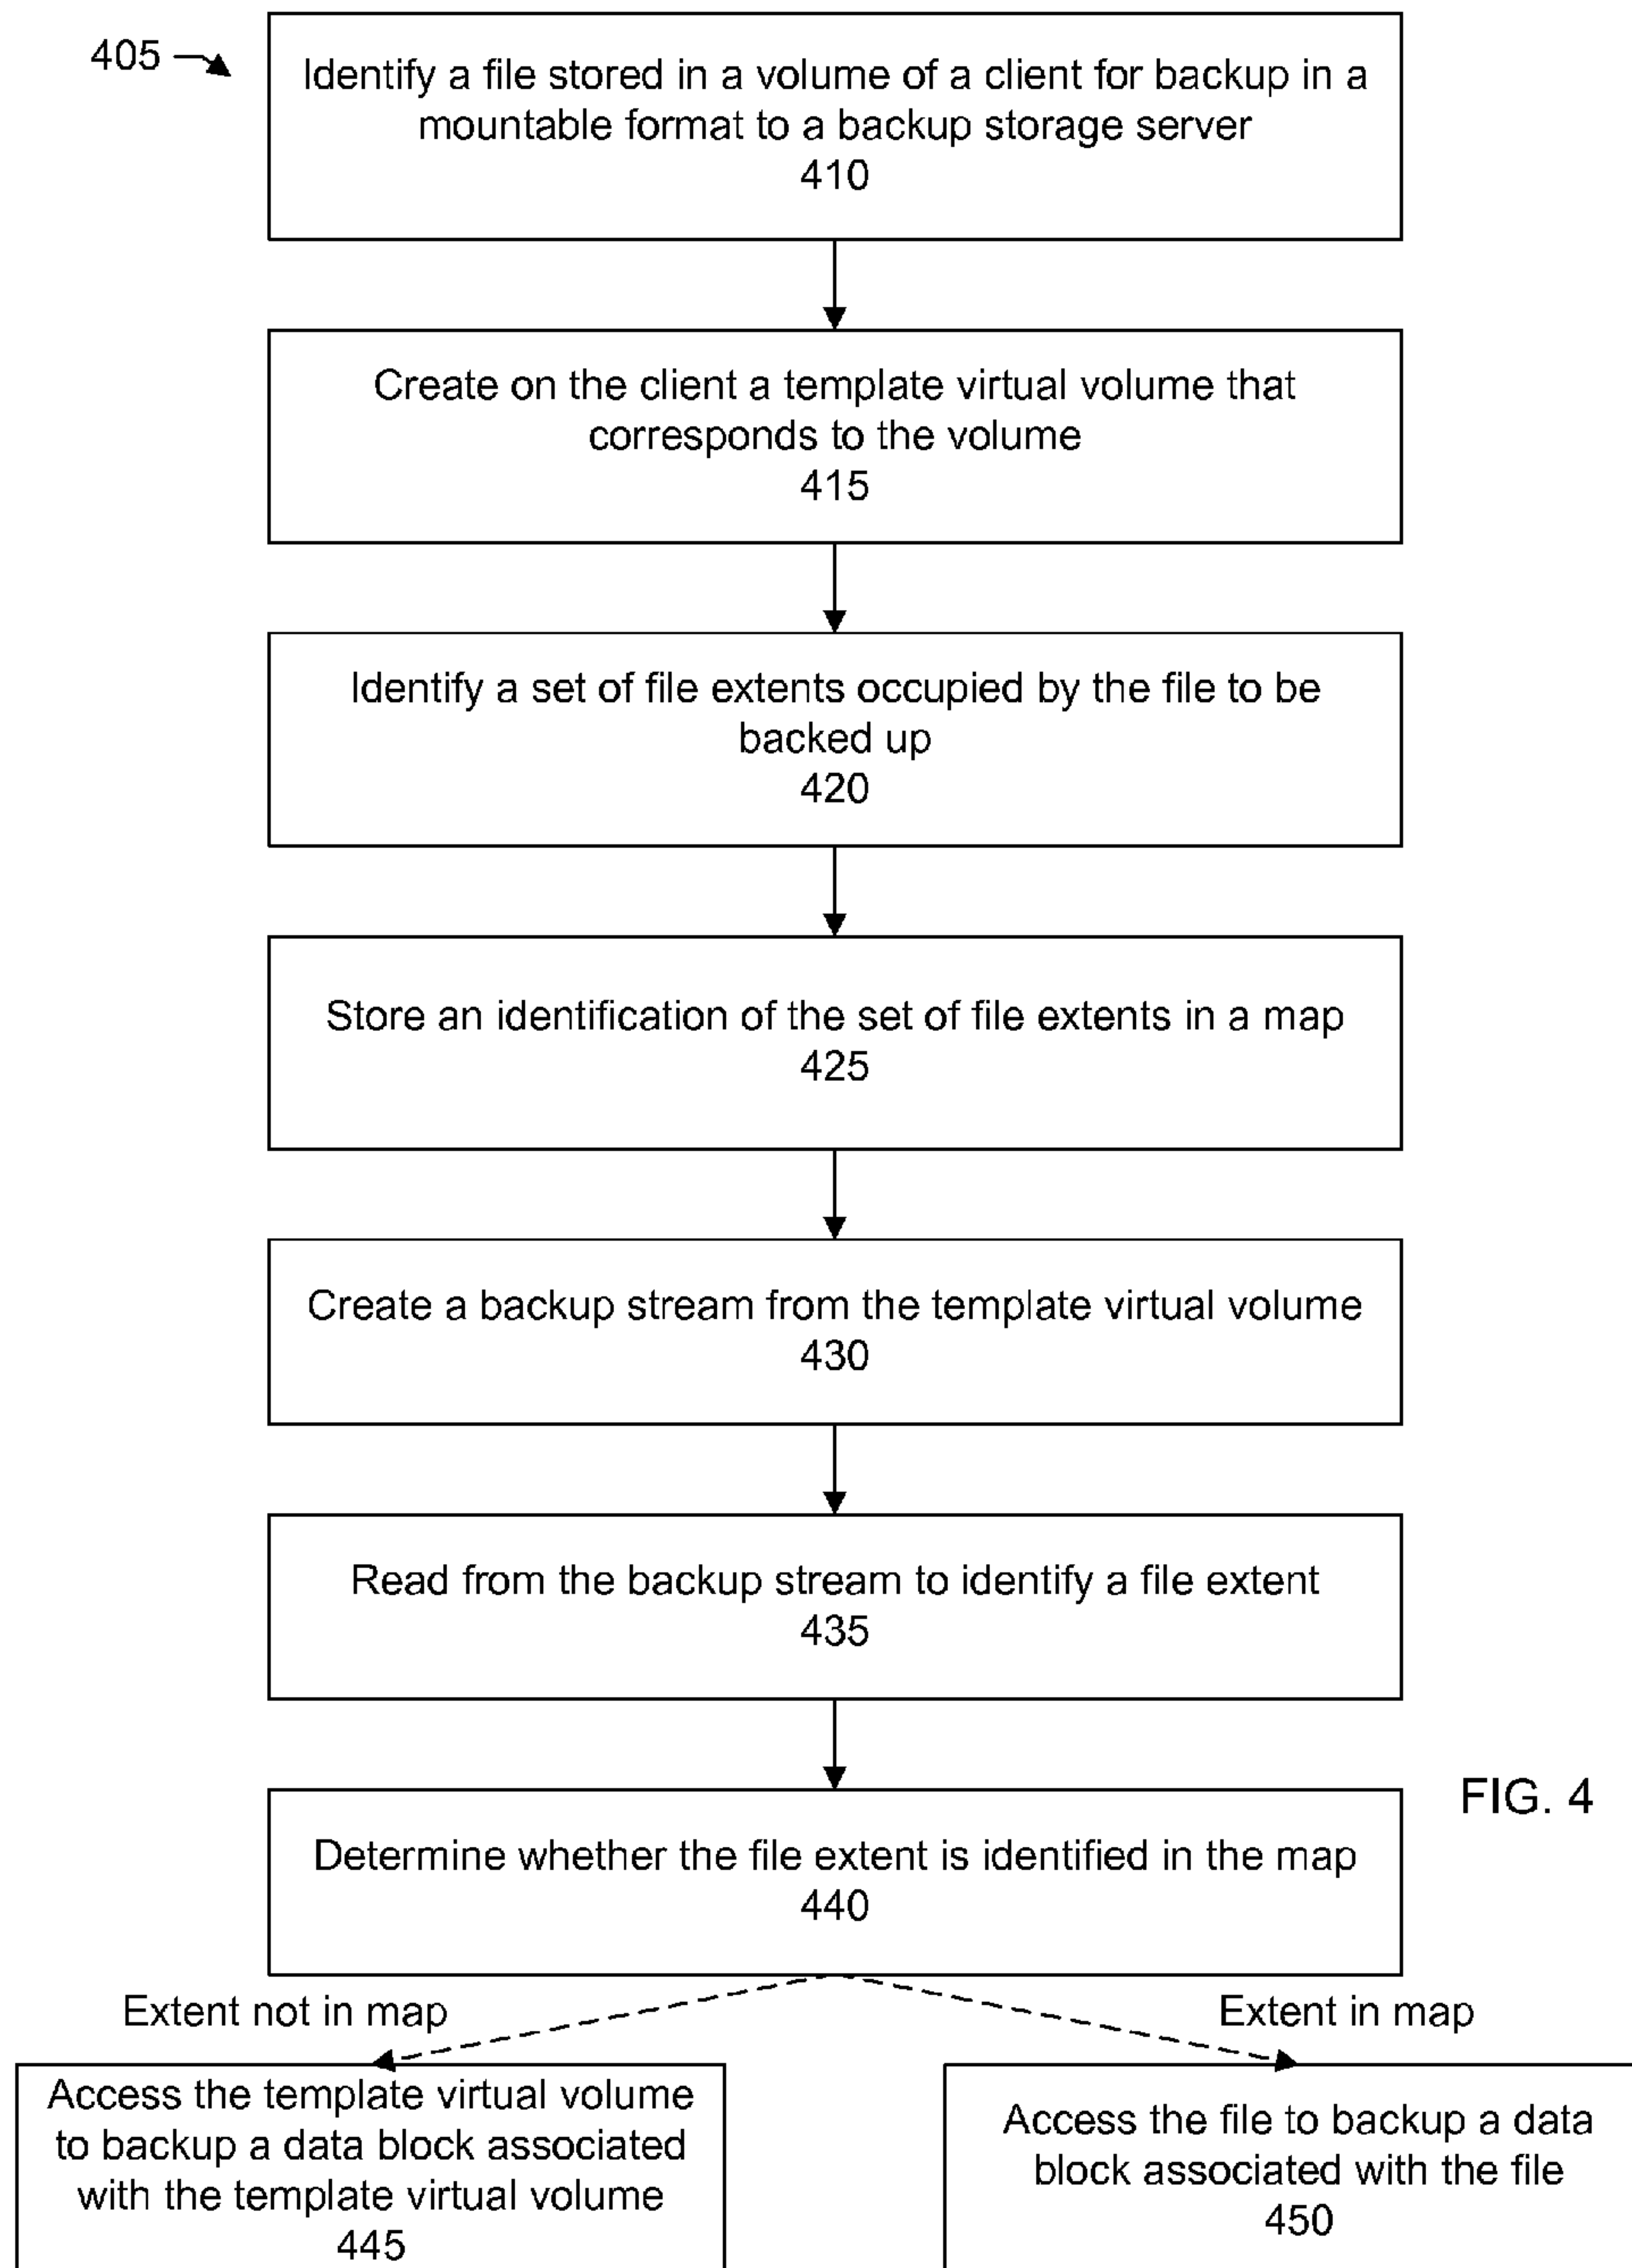 405
Identify a file stored in a volume of a client for backup in a
mountable format to a backup storage server
410
Create on the client a template virtual volume that
corresponds to the volume
415
Identify a set of file extents occupied by the file to be
backed up
420
Store an identification of the set of file extents in a map
425
Create a backup stream from the template virtual volume
430
Read from the backup stream to identify a file extent
435
FIG. 4
Determine whether the file extent is identified in the map
440
Extent not in map
Extent in map
Access the template virtual volume
to backup a data block associated
with the template virtual volume
445
Access the file to backup a data
block associated with the file
450